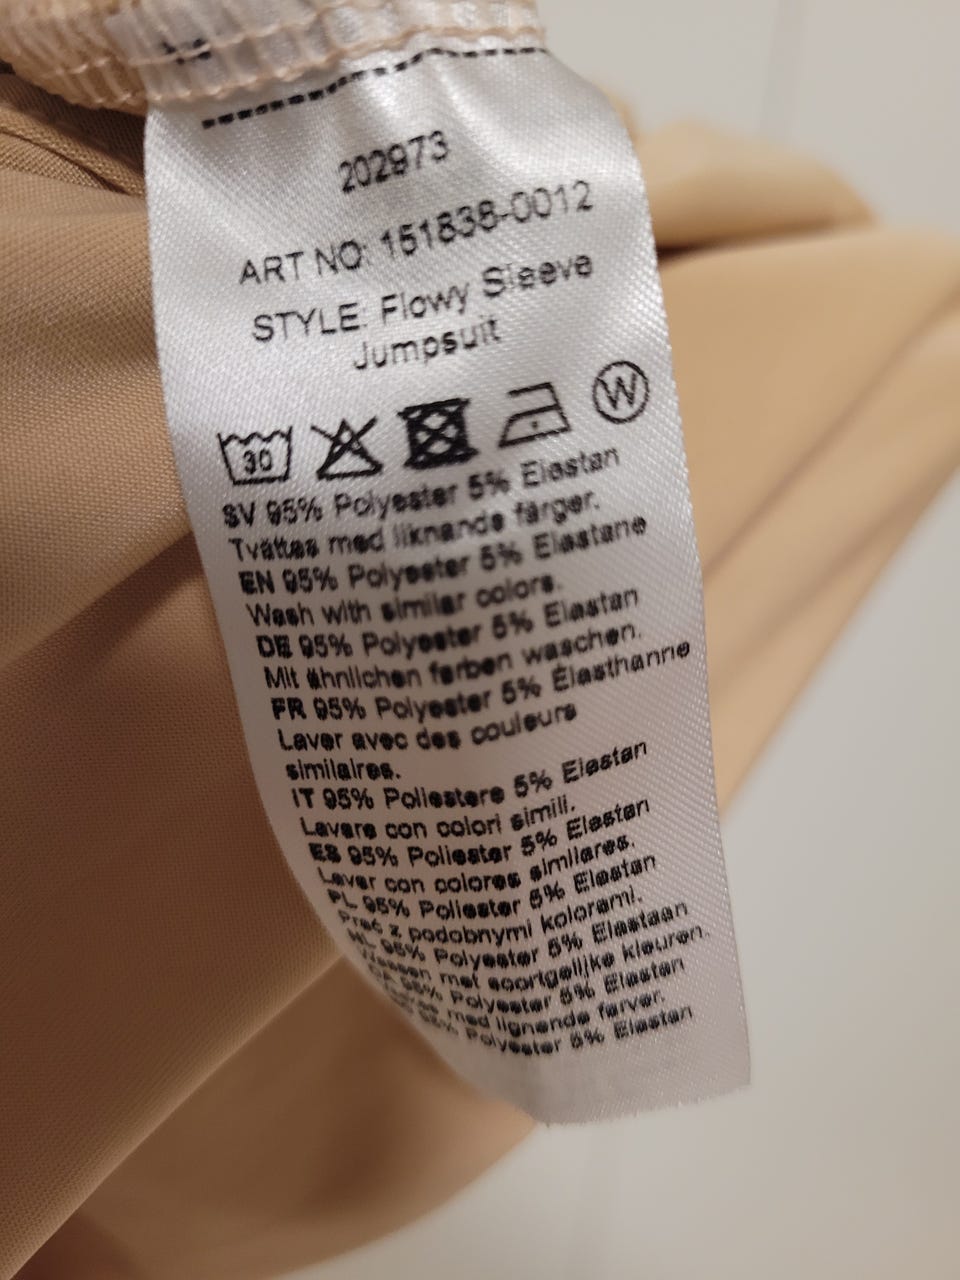 202973
ART NO: 151838-0012
STYLE: Flowy Sleeve
Jumpsuit
30
W
SV 95% Polyester 5% Elastan
Tvättas med liknande färger.
EN 95% Polyester 5% Elastane
Wash with similar colors.
DE 95% Polyester 5% Elastan
Mit ähnlichen farben waschen.
FR 95% Polyester 5% Élasthanne
Laver avec des couleurs
similaires.
IT 95% Poliestere 5% Elastan
Lavare con colori simili.
ES 95% Poliester 5% Elastan
Lavar con colores similares.
PL 95% Poliester 5% Elastan
Prać z podobnymi kolorami.
NL 95% Polyester 5% Elastaan
Wassen met soortgelijke kleuren.
DA 95% Polyester 5% Elastan
med lignende farver.
95% Polyester 5% Elastan